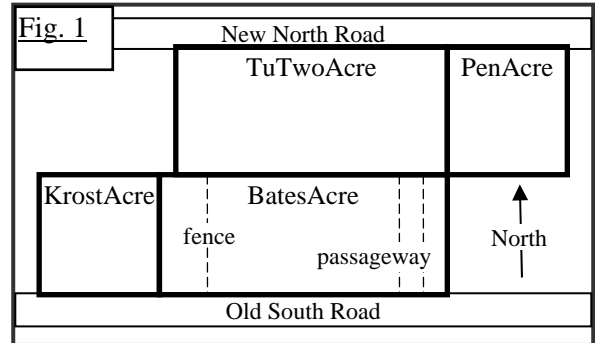 Fig. 1
New North Road
TuTwoAcre PenAcre
KrostAcre BatesAcre
fence
passageway
North
Old South Road